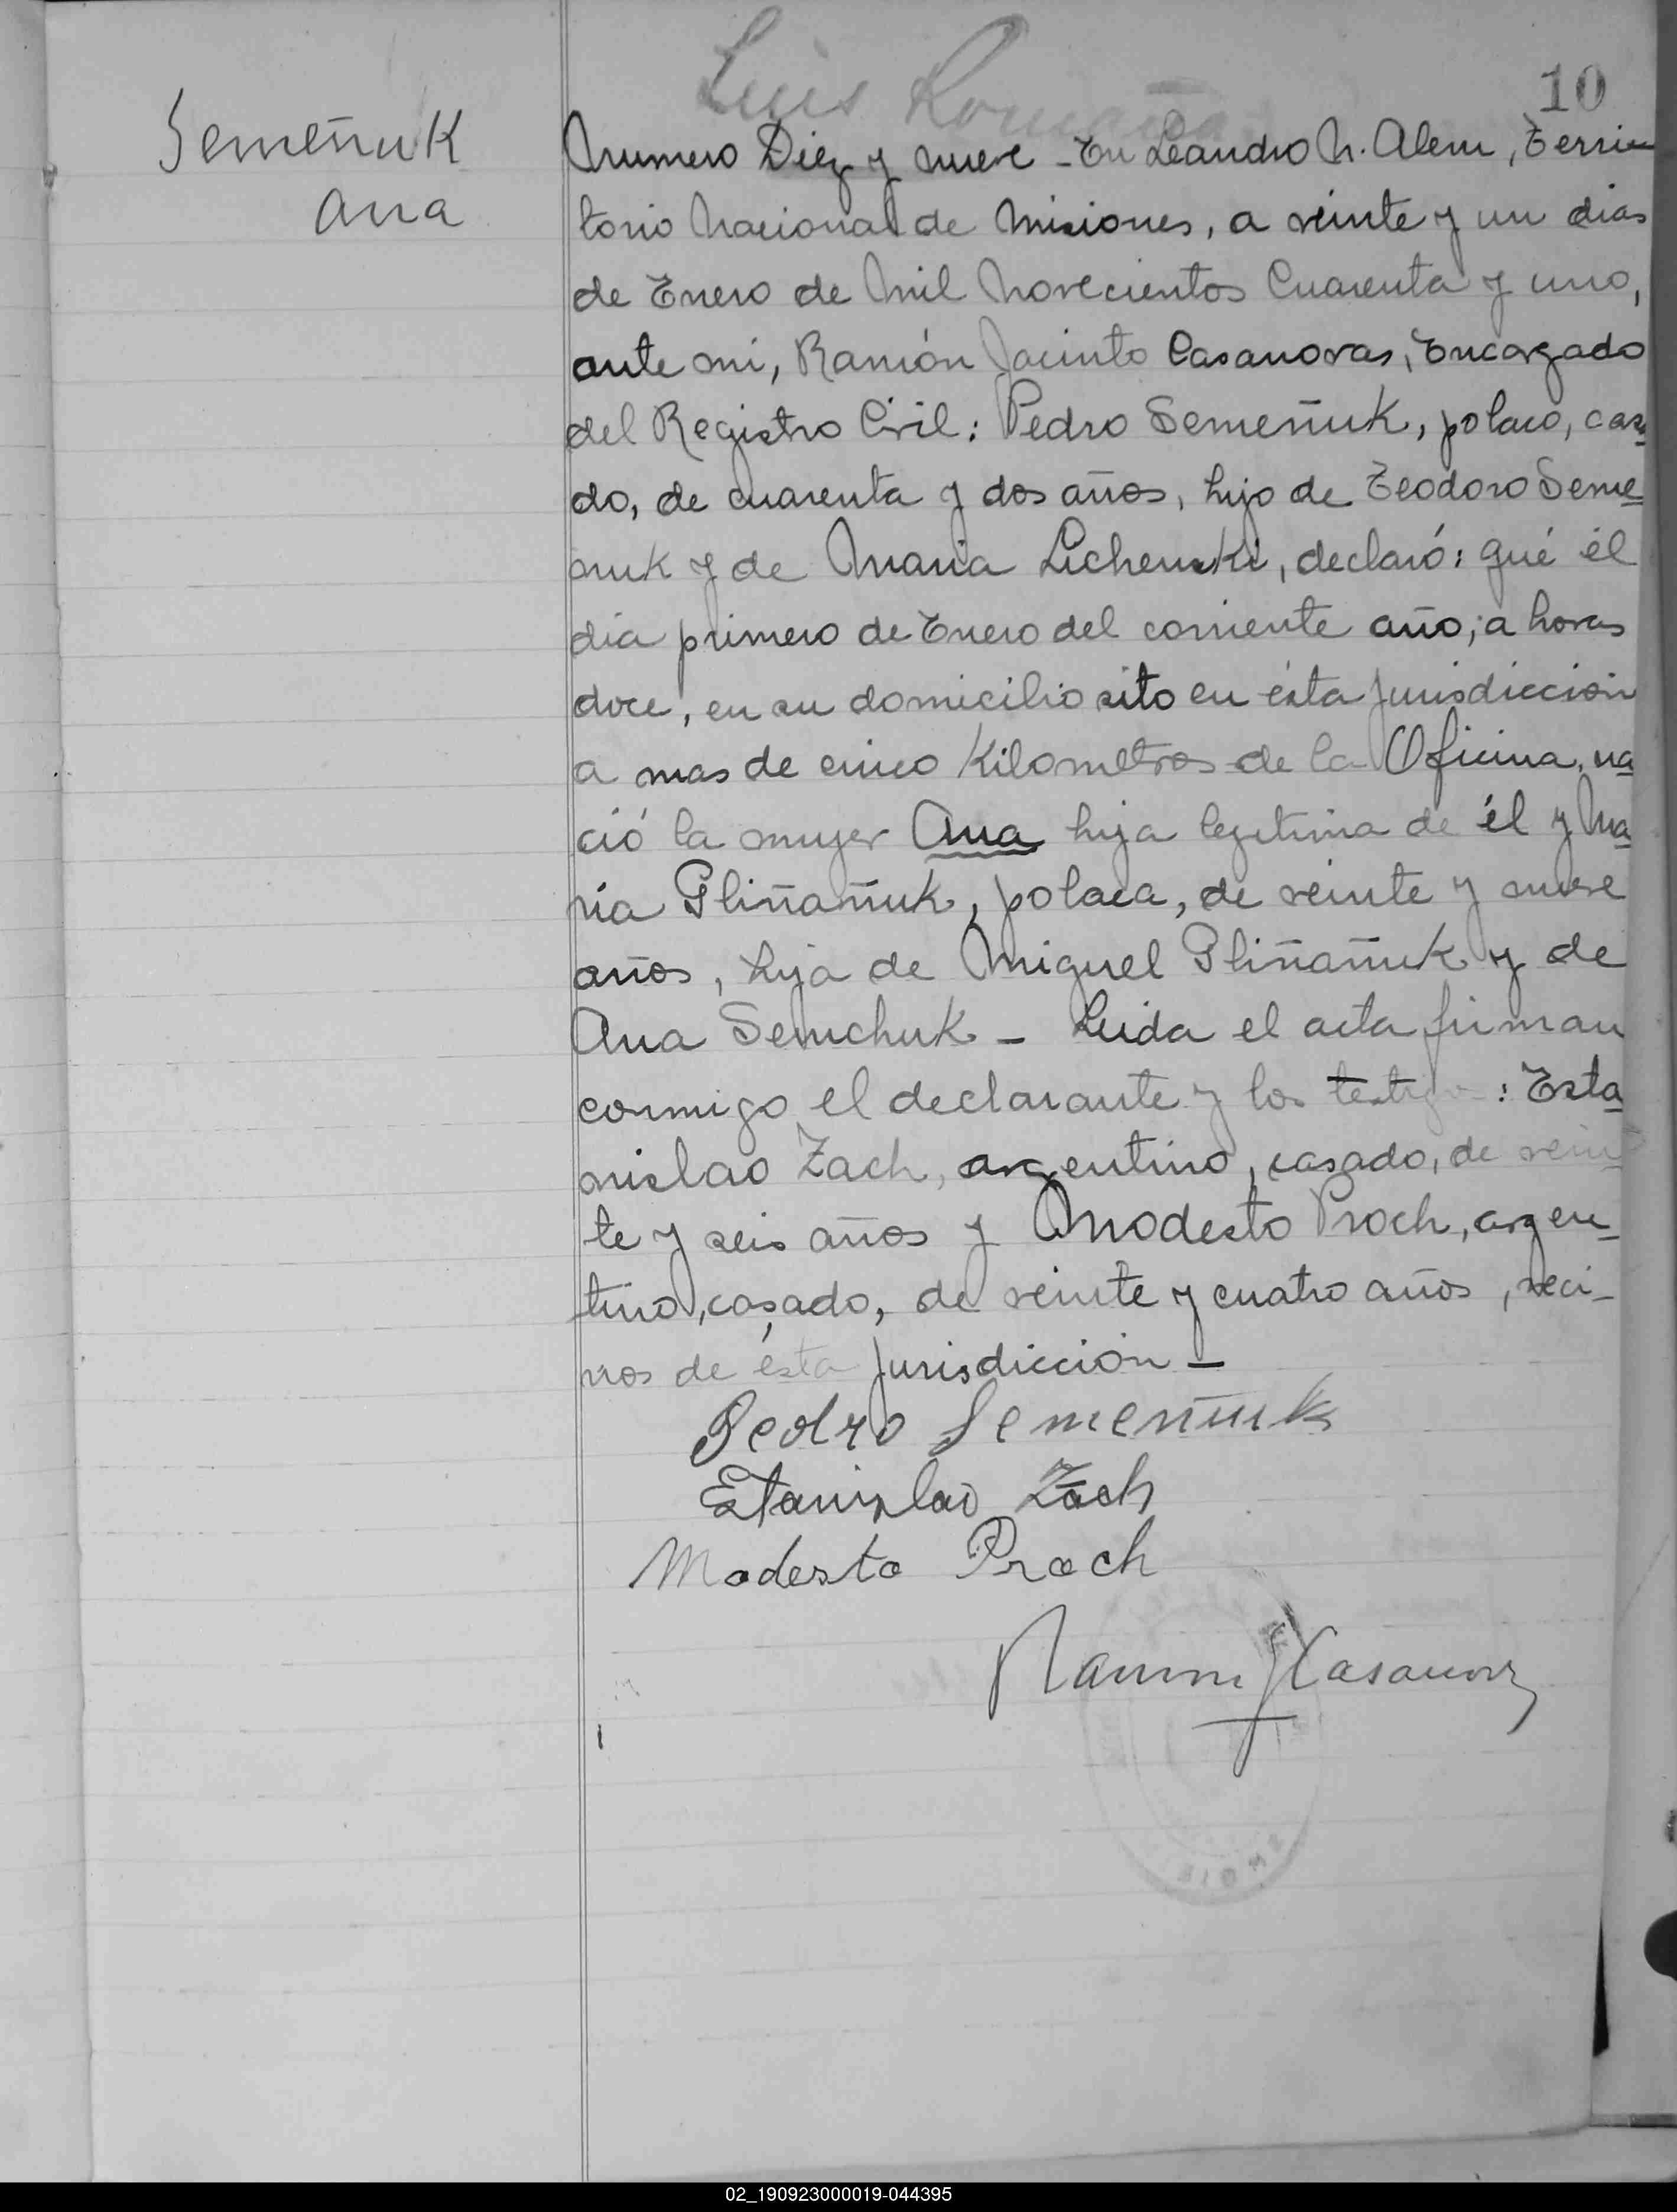 Luis Romaña
10
Semeñuk
Ana
Numero Diez y nueve - En Leandro N. Alem, Terri-
torio Nacional de Misiones, a veinte y un dias
de Enero de Mil Novecientos Cuarenta y uno,
ante mi, Ramón Jacinto Casanovas, Encargado
del Registro Civil: Pedro Semeñuk, polaco, casa
do, de cuarenta y dos años, hijo de Teodoro Seme
ñuk y de Maria Lichenski, declaró: qué él
dia primero de Enero del corriente año, a horas
doce, en su domicilio sito en ésta Jurisdicción
a mas de cinco Kilometros de la Oficina, na
ció la mujer Ana hija legitima de él y Ma
ria Pliñañuk, polaca, de veinte y nueve
años, hija de Miguel Pliñañuk y de
Ana Semchuk - Leida el acta firman
conmigo el declarante y los testigos: Esta
nislao Zach, argentino, casado, de vein
te y seis años y Modesto Proch, argen-
tino, casado, de veinte y cuatro años, veci-
nos de ésta Jurisdicción -
Pedro Semeñuk
Estanislao Zach
Modesto Proch
Ramon J Casanovas
02_190923000019-044395